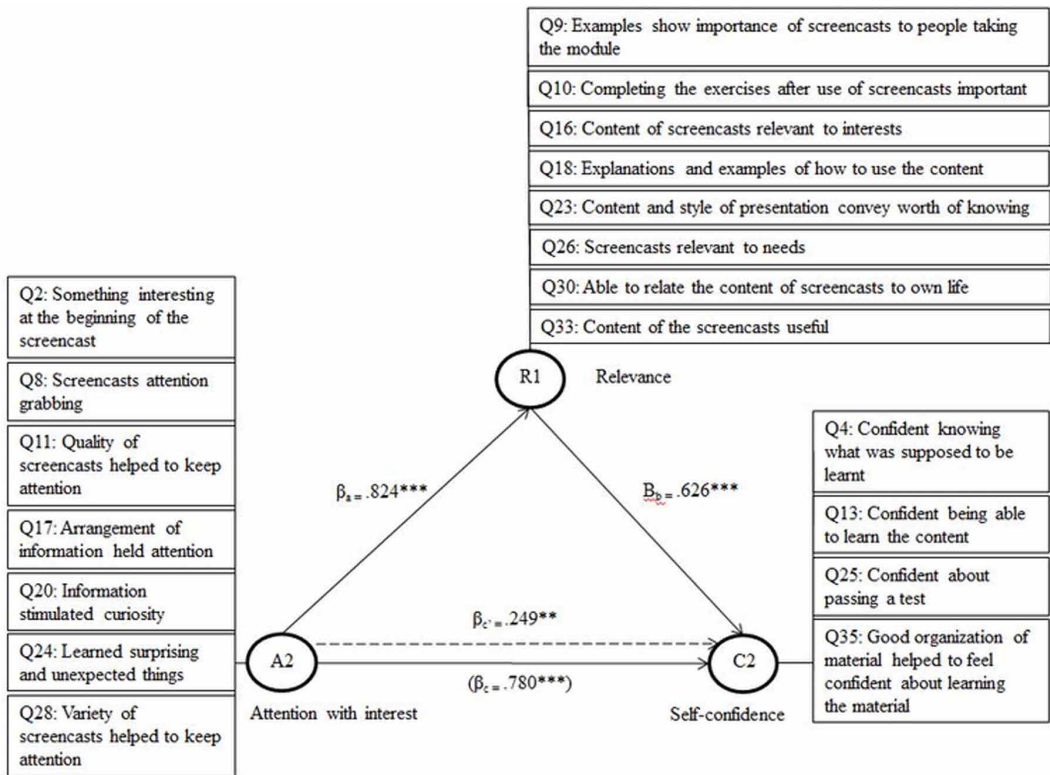 Q9: Examples show importance of screencasts to people taking
the module
Q10: Completing the exercises after use of screencasts important
Q16: Content of screencasts relevant to interests
Q18: Explanations and examples of how to use the content
Q23: Content and style of presentation convey worth of knowing
Q26: Screencasts relevant to needs
Q30: Able to relate the content of screencasts to own life
Q33: Content of the screencasts useful
Q2: Something interesting
at the beginning of the
screencast
Q8: Screencasts attention
grabbing
Q11: Quality of
screencasts helped to keep
attention
Q17: Arrangement of
information held attention
Q20: Information
stimulated curiosity
Q24: Learned surprising
and unexpected things
Q28: Variety of
screencasts helped to keep
attention
R1 Relevance
βa = .824***
Bb = .626***
βc' = .249**
(βc = .780***)
A2
Attention with interest
C2
Self-confidence
Q4: Confident knowing
what was supposed to be
learnt
Q13: Confident being able
to learn the content
Q25: Confident about
passing a test
Q35: Good organization of
material helped to feel
confident about learning
the material